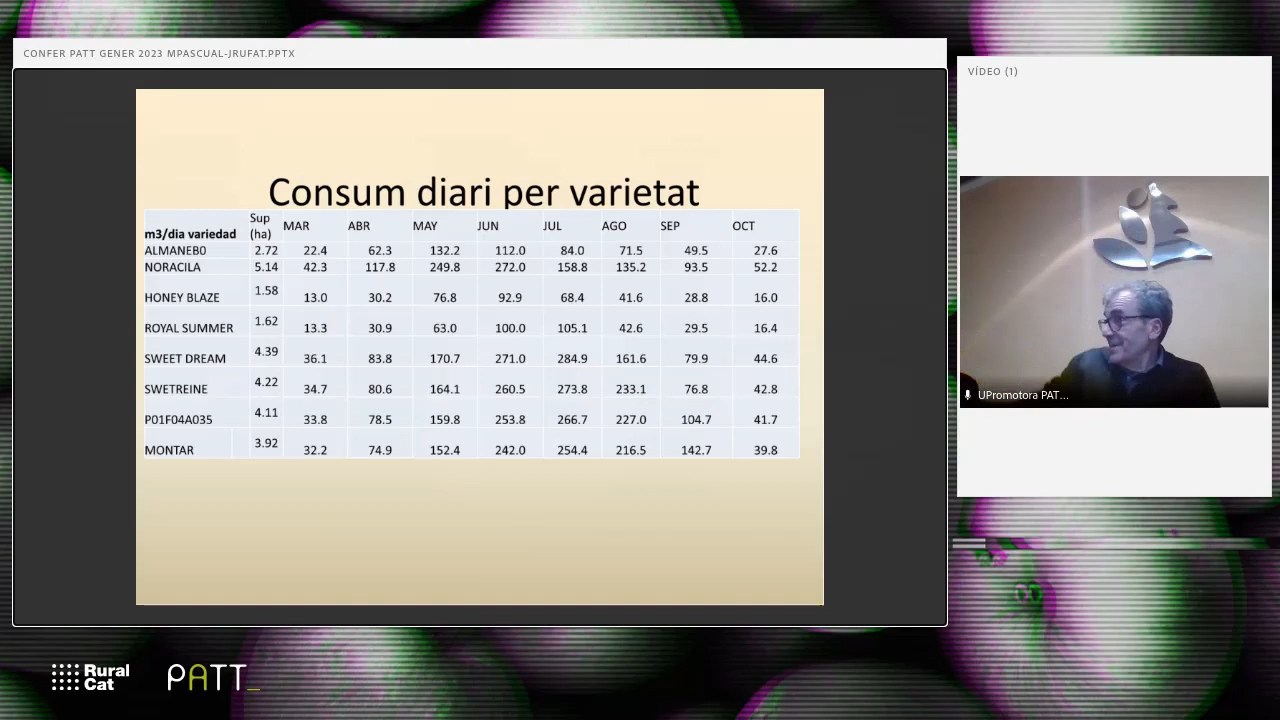 CONFER PATT GENER 2023 MPASCUAL-JRUFAT.PPTX
VÍDEO (1)
Consum diari per varietat
m3/dia variedad Sup (ha) MAR ABR MAY JUN JUL AGO SEP OCT
ALMANEB0 2.72 22.4 62.3 132.2 112.0 84.0 71.5 49.5 27.6
NORACILA 5.14 42.3 117.8 249.8 272.0 158.8 135.2 93.5 52.2
HONEY BLAZE 1.58 13.0 30.2 76.8 92.9 68.4 41.6 28.8 16.0
ROYAL SUMMER 1.62 13.3 30.9 63.0 100.0 105.1 42.6 29.5 16.4
SWEET DREAM 4.39 36.1 83.8 170.7 271.0 284.9 161.6 79.9 44.6
SWETREINE 4.22 34.7 80.6 164.1 260.5 273.8 233.1 76.8 42.8
P01F04A035 4.11 33.8 78.5 159.8 253.8 266.7 227.0 104.7 41.7
MONTAR 3.92 32.2 74.9 152.4 242.0 254.4 216.5 142.7 39.8
UPromotora PAT...
Rural
Cat
PATT_